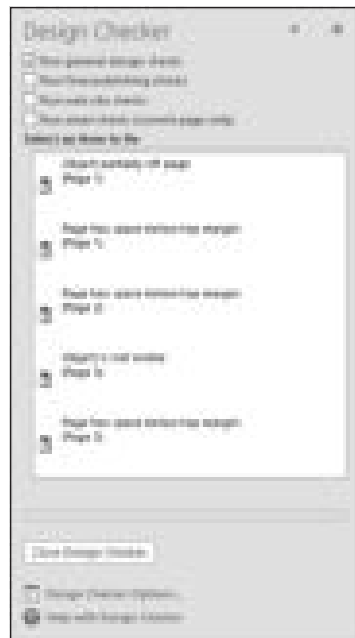 Design Checker
Run general design checks
Run final publishing checks
Run web site checks
Run email checks (current page only)
Select an item to fix
Object partially off page
(Page 1)
Page has space below top margin
(Page 1)
Page has space below top margin
(Page 2)
Object is not visible
(Page 3)
Page has space below top margin
(Page 3)
Close Design Checker
Design Checker Options...
Help with Design Checker